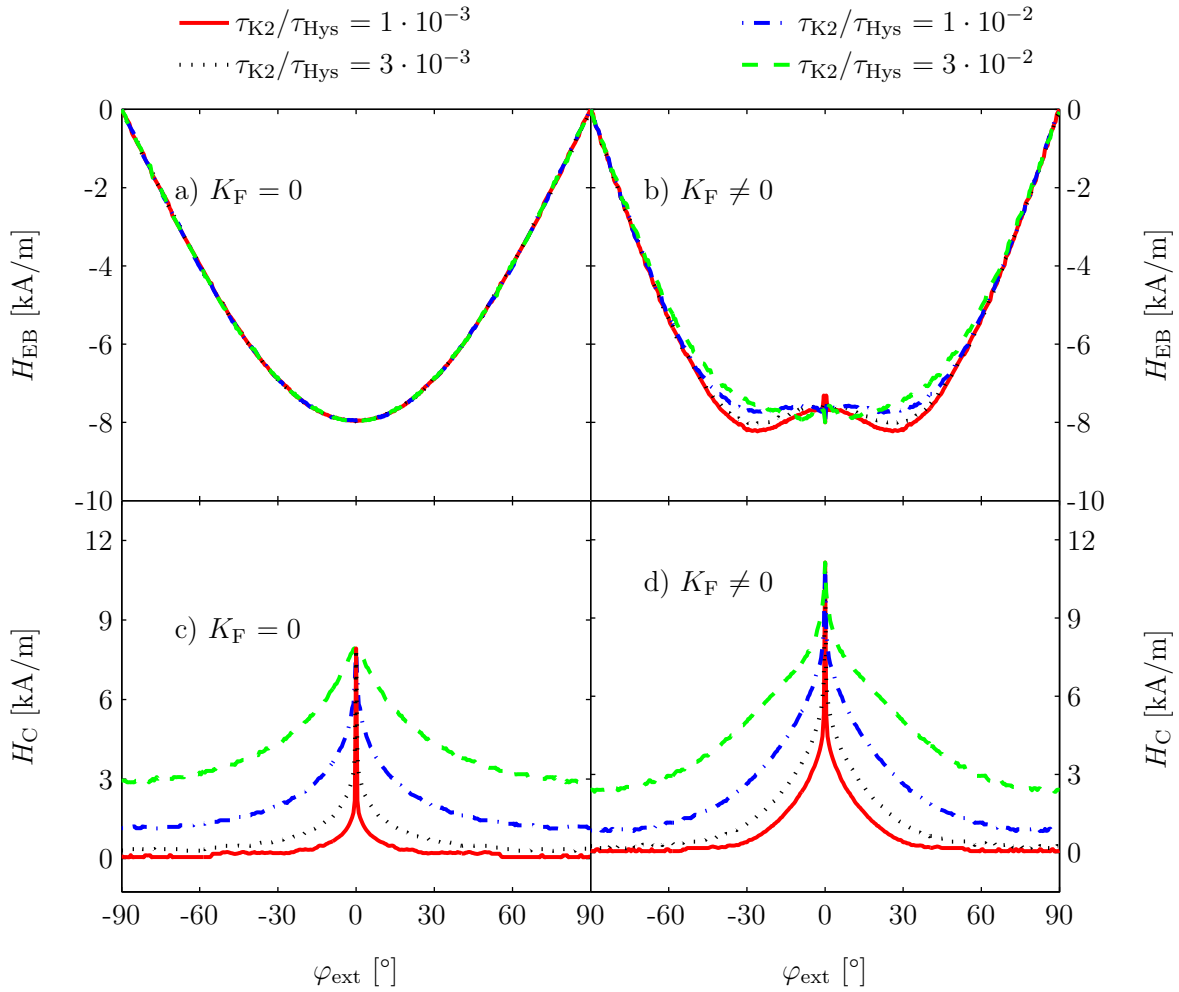 τK2/τHys = 1 · 10⁻³
τK2/τHys = 1 · 10⁻²
τK2/τHys = 3 · 10⁻³
τK2/τHys = 3 · 10⁻²
0
-2
-4
-6
-8
-10
HEB [kA/m]
a) KF = 0
b) KF ≠ 0
0
-2
-4
-6
-8
-10
HEB [kA/m]
12
9
6
3
0
HC [kA/m]
c) KF = 0
d) KF ≠ 0
12
9
6
3
0
HC [kA/m]
-90 -60 -30 0 30 60 90 -60 -30 0 30 60 90
φext [°]
φext [°]